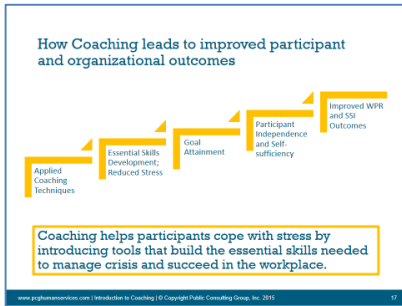 How Coaching leads to improved participant
and organizational outcomes
Applied
Coaching
Techniques
Essential Skills
Development;
Reduced Stress
Goal
Attainment
Participant
Independence
and Self-
sufficiency
Improved WPR
and SSI
Outcomes
Coaching helps participants cope with stress by
introducing tools that build the essential skills needed
to manage crisis and succeed in the workplace.
www.pcghumanservices.com | Introduction to Coaching | © Copyright Public Consulting Group, Inc. 2015
17